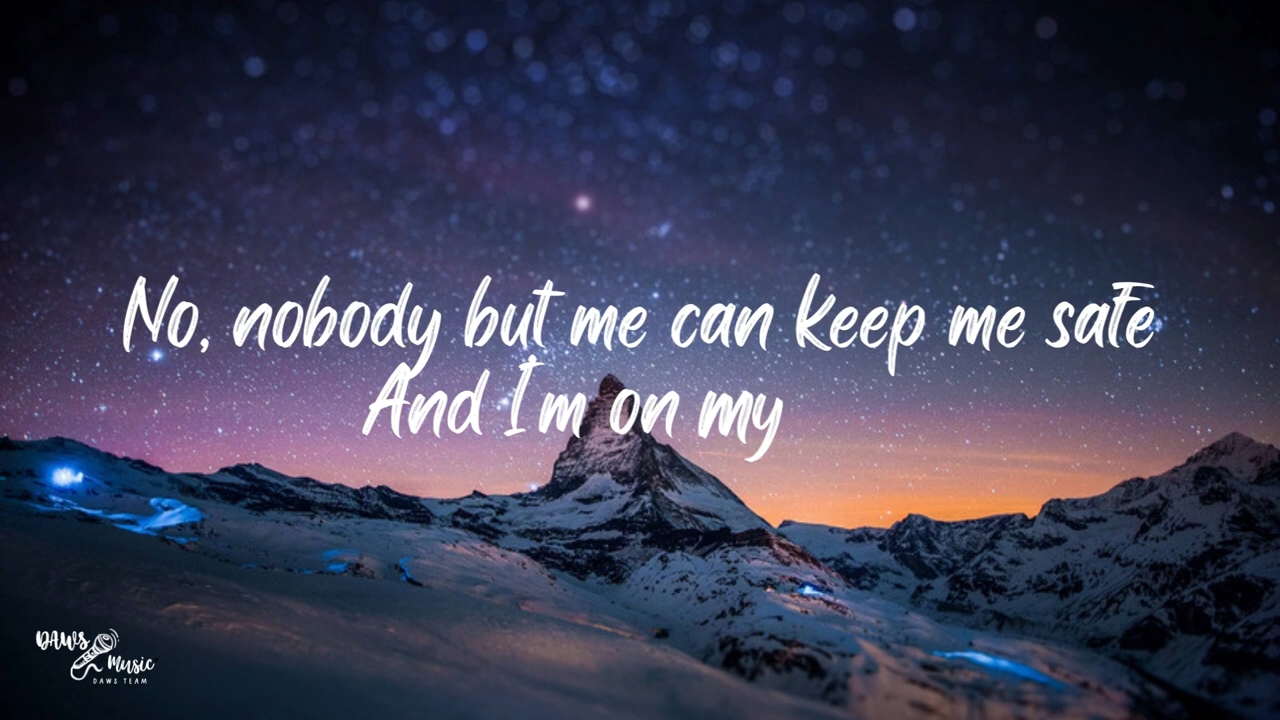 No, nobody but me can keep me safe
And I'm on my
DAWS
Music
DAWS TEAM